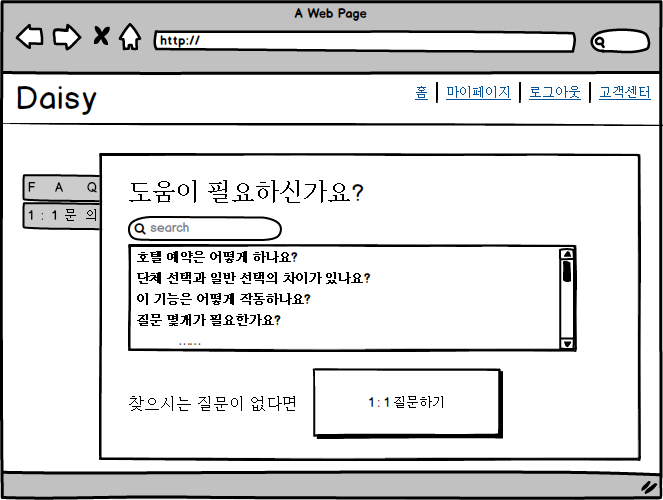 A Web Page
http://
Daisy
홈 마이페이지 로그아웃 고객센터
F A Q
1 : 1 문 의
도움이 필요하신가요?
search
호텔 예약은 어떻게 하나요?
단체 선택과 일반 선택의 차이가 있나요?
이 기능은 어떻게 작동하나요?
질문 몇개가 필요한가요?
......
찾으시는 질문이 없다면
1 : 1 질문하기